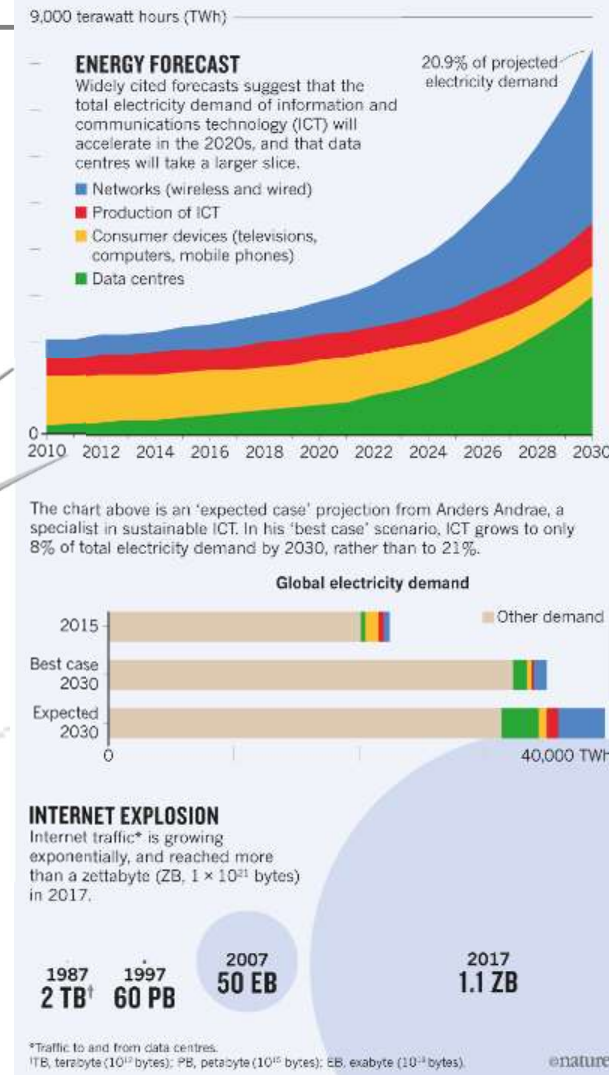 9,000 terawatt hours (TWh)
ENERGY FORECAST
Widely cited forecasts suggest that the
total electricity demand of information and
communications technology (ICT) will
accelerate in the 2020s, and that data
centres will take a larger slice.
20.9% of projected
electricity demand
Networks (wireless and wired)
Production of ICT
Consumer devices (televisions,
computers, mobile phones)
Data centres
0
2010 2012 2014 2016 2018 2020 2022 2024 2026 2028 2030
The chart above is an ‘expected case’ projection from Anders Andrae, a
specialist in sustainable ICT. In his ‘best case’ scenario, ICT grows to only
8% of total electricity demand by 2030, rather than to 21%.
Global electricity demand
2015
Other demand
Best case
2030
Expected
2030
0 40,000 TWh
INTERNET EXPLOSION
Internet traffic* is growing
exponentially, and reached more
than a zettabyte (ZB, 1 × 10²¹ bytes)
in 2017.
1987
2 TB†
1997
60 PB
2007
50 EB
2017
1.1 ZB
*Traffic to and from data centres.
†TB, terabyte (10¹² bytes); PB, petabyte (10¹⁵ bytes); EB, exabyte (10¹⁸ bytes).
©nature